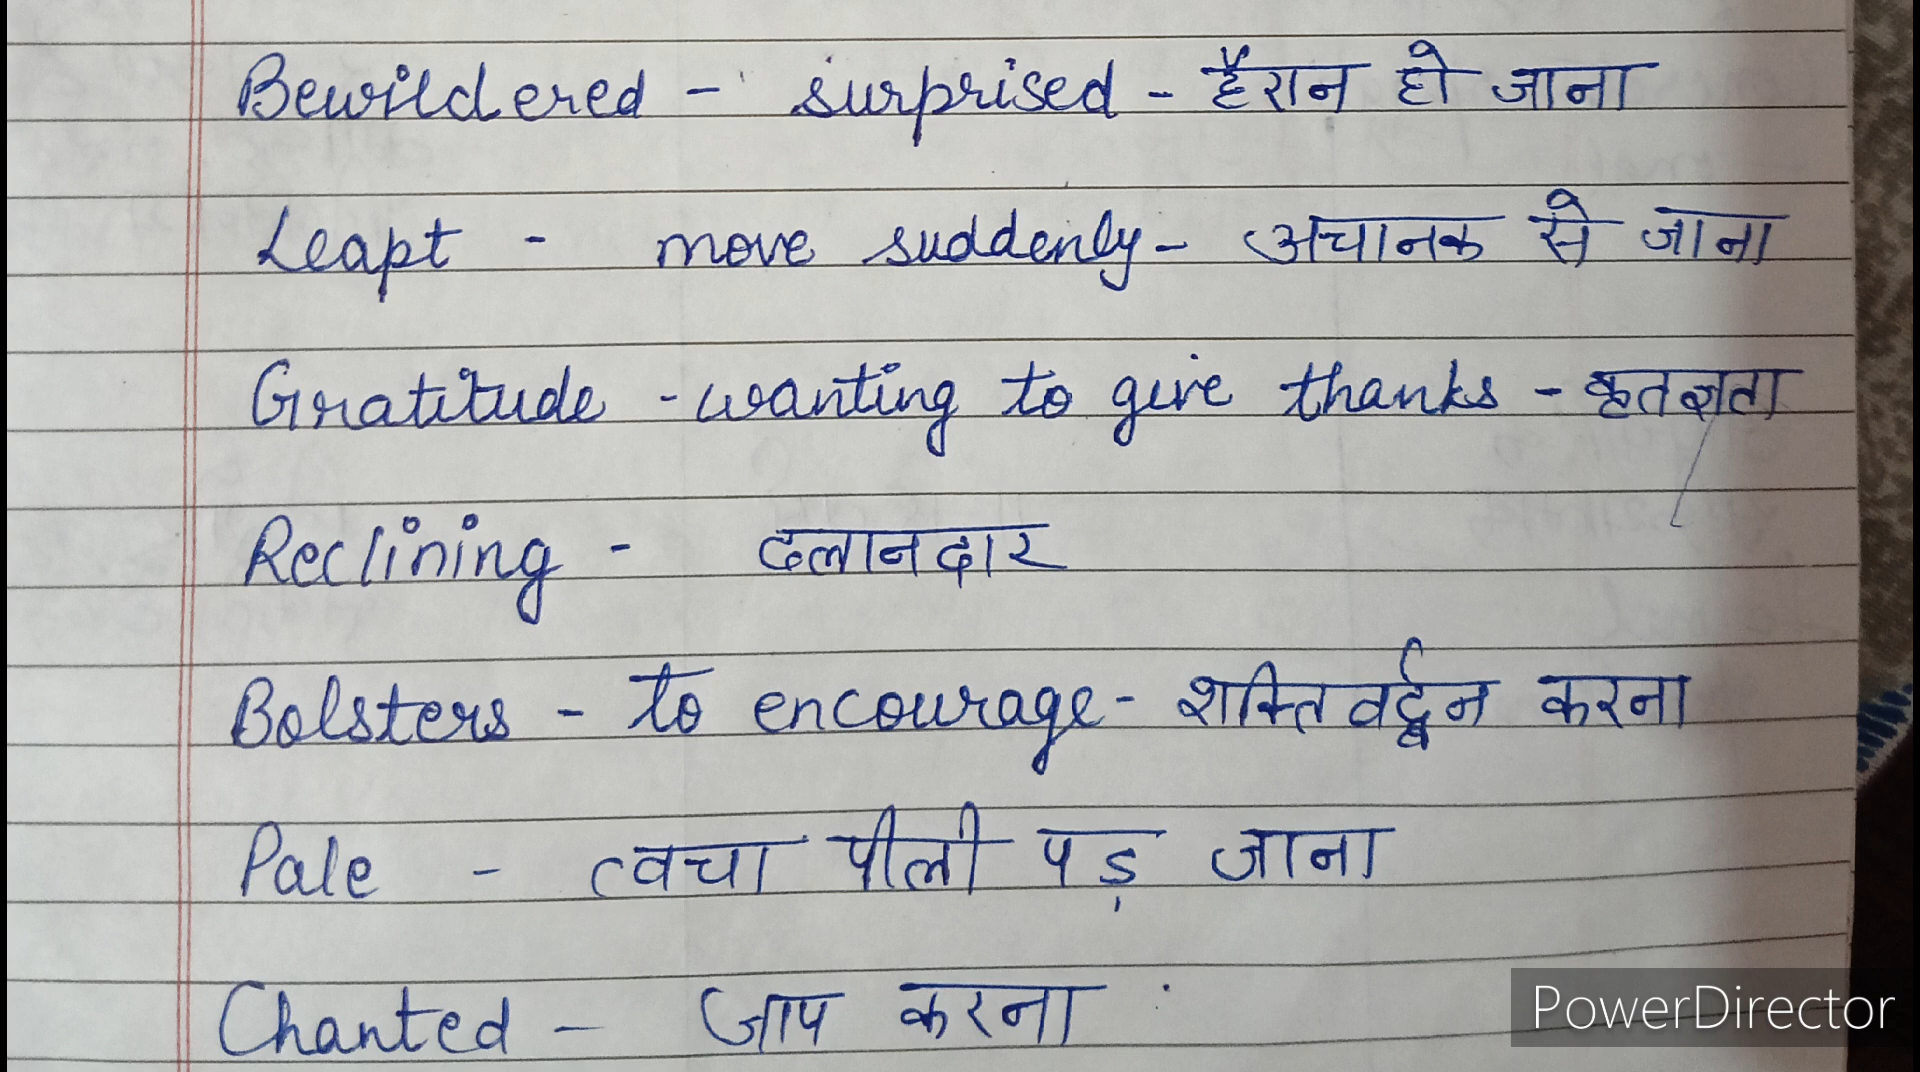 Bewildered - surprised - हैरान हो जाना
Leapt - move suddenly - अचानक से जाना
Gratitude - wanting to give thanks - कृतज्ञता
Reclining - ढलानदार
Bolsters - to encourage - शक्ति वर्द्धन करना
Pale - त्वचा पीली पड़ जाना
Chanted - जाप करना
PowerDirector